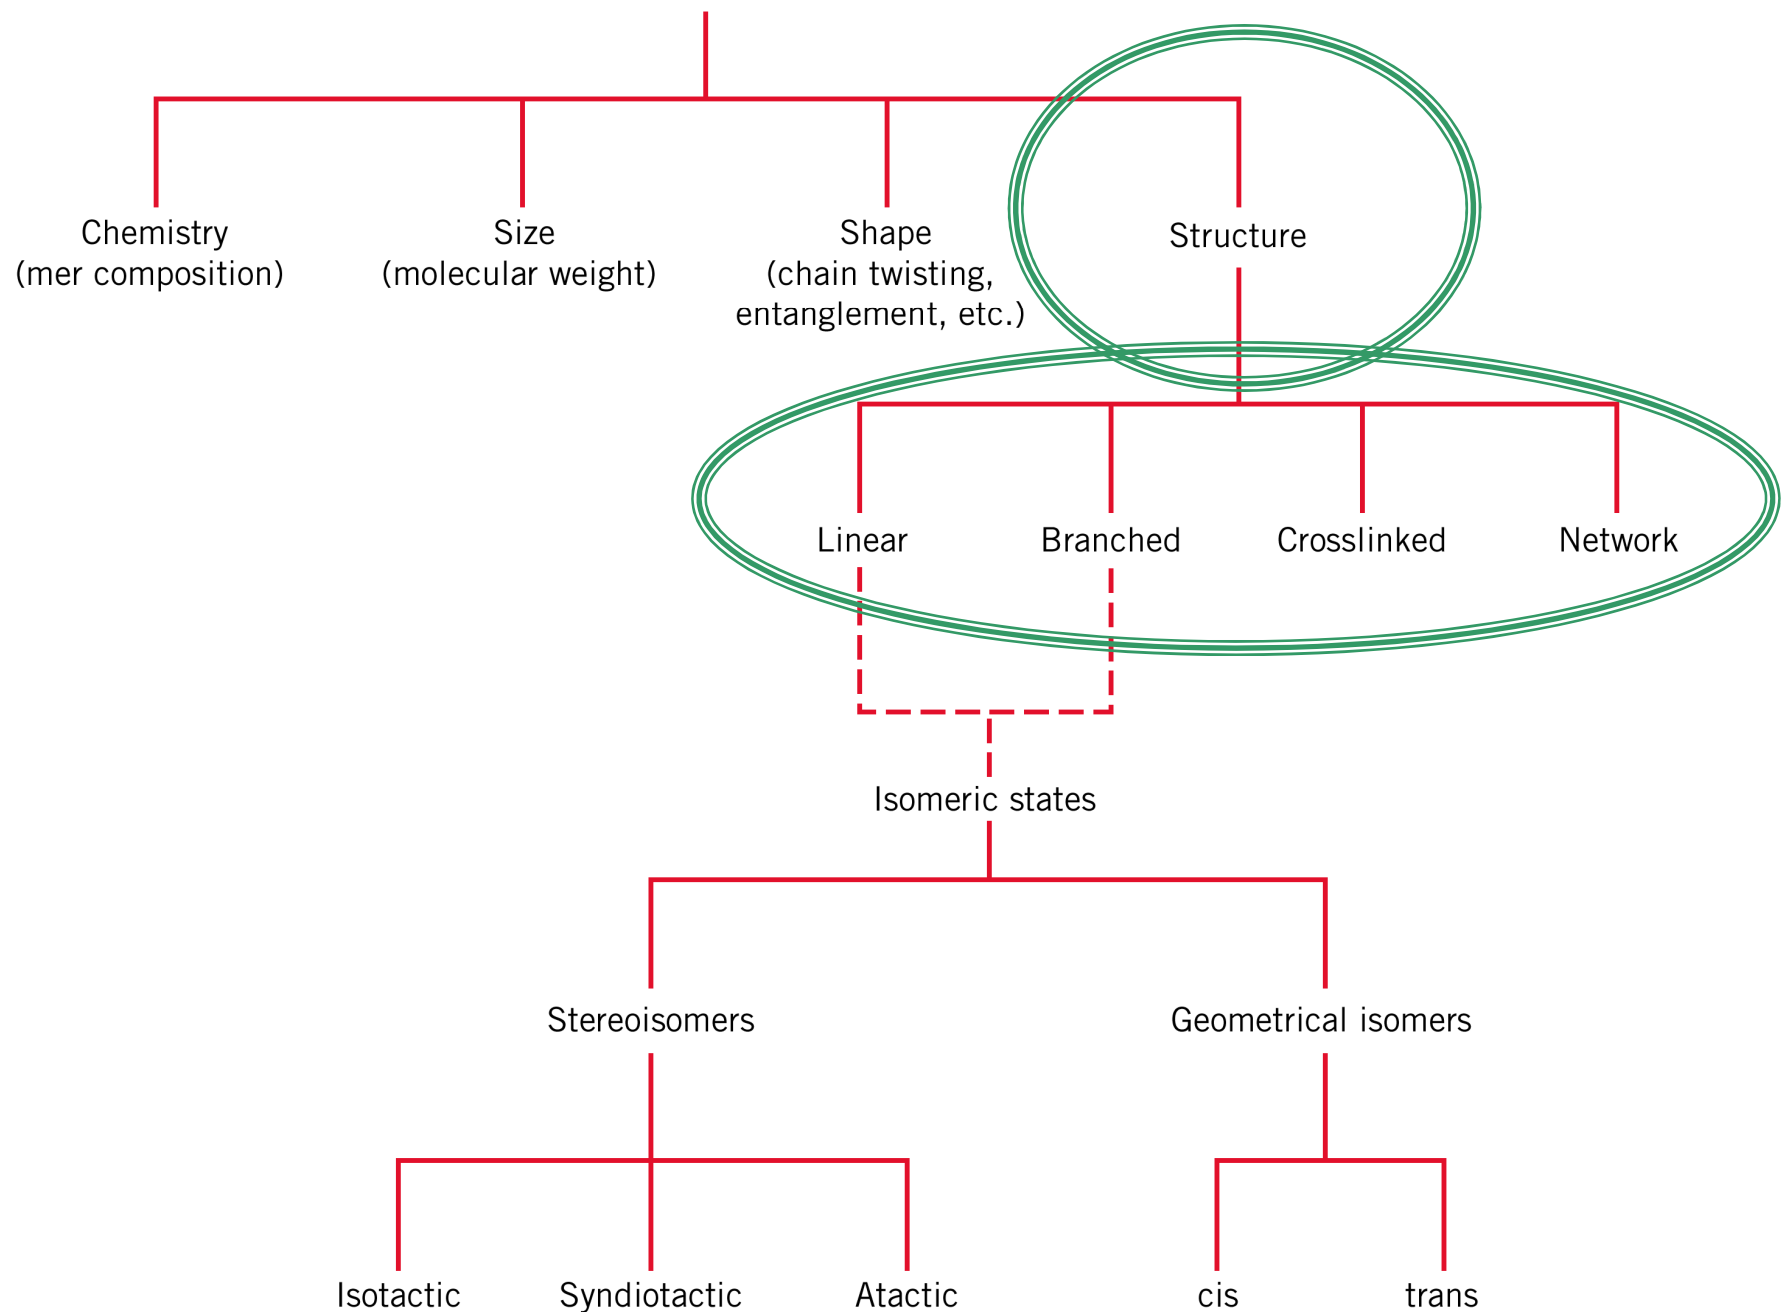 Chemistry
(mer composition)
Size
(molecular weight)
Shape
(chain twisting,
entanglement, etc.)
Structure
Linear
Branched
Crosslinked
Network
Isomeric states
Stereoisomers
Geometrical isomers
Isotactic
Syndiotactic
Atactic
cis
trans